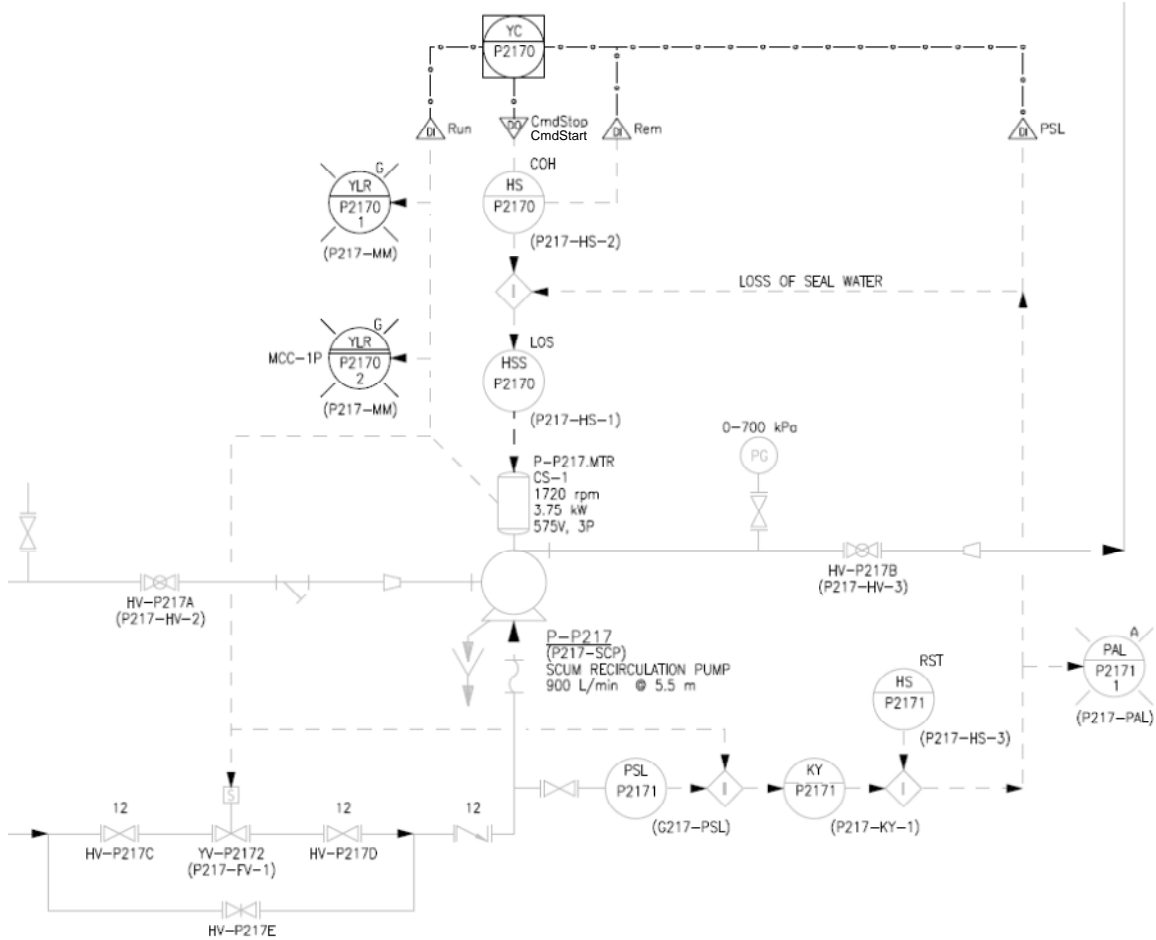 YC
P2170
DI
Run
DO
CmdStop
CmdStart
DI
Rem
DI
PSL
COH
G
YLR
P2170
1
(P217-MM)
HS
P2170
(P217-HS-2)
I
LOSS OF SEAL WATER
G
MCC-1P
YLR
P2170
2
(P217-MM)
LOS
HSS
P2170
(P217-HS-1)
0-700 kPa
PG
P-P217.MTR
CS-1
1720 rpm
3.75 kW
575V, 3P
HV-P217A
(P217-HV-2)
HV-P217B
(P217-HV-3)
P-P217
(P217-SCP)
SCUM RECIRCULATION PUMP
900 L/min @ 5.5 m
RST
HS
P2171
(P217-HS-3)
A
PAL
P2171
1
(P217-PAL)
S
PSL
P2171
(G217-PSL)
KY
P2171
(P217-KY-1)
I
12
12
12
HV-P217C
YV-P2172
(P217-FV-1)
HV-P217D
HV-P217E